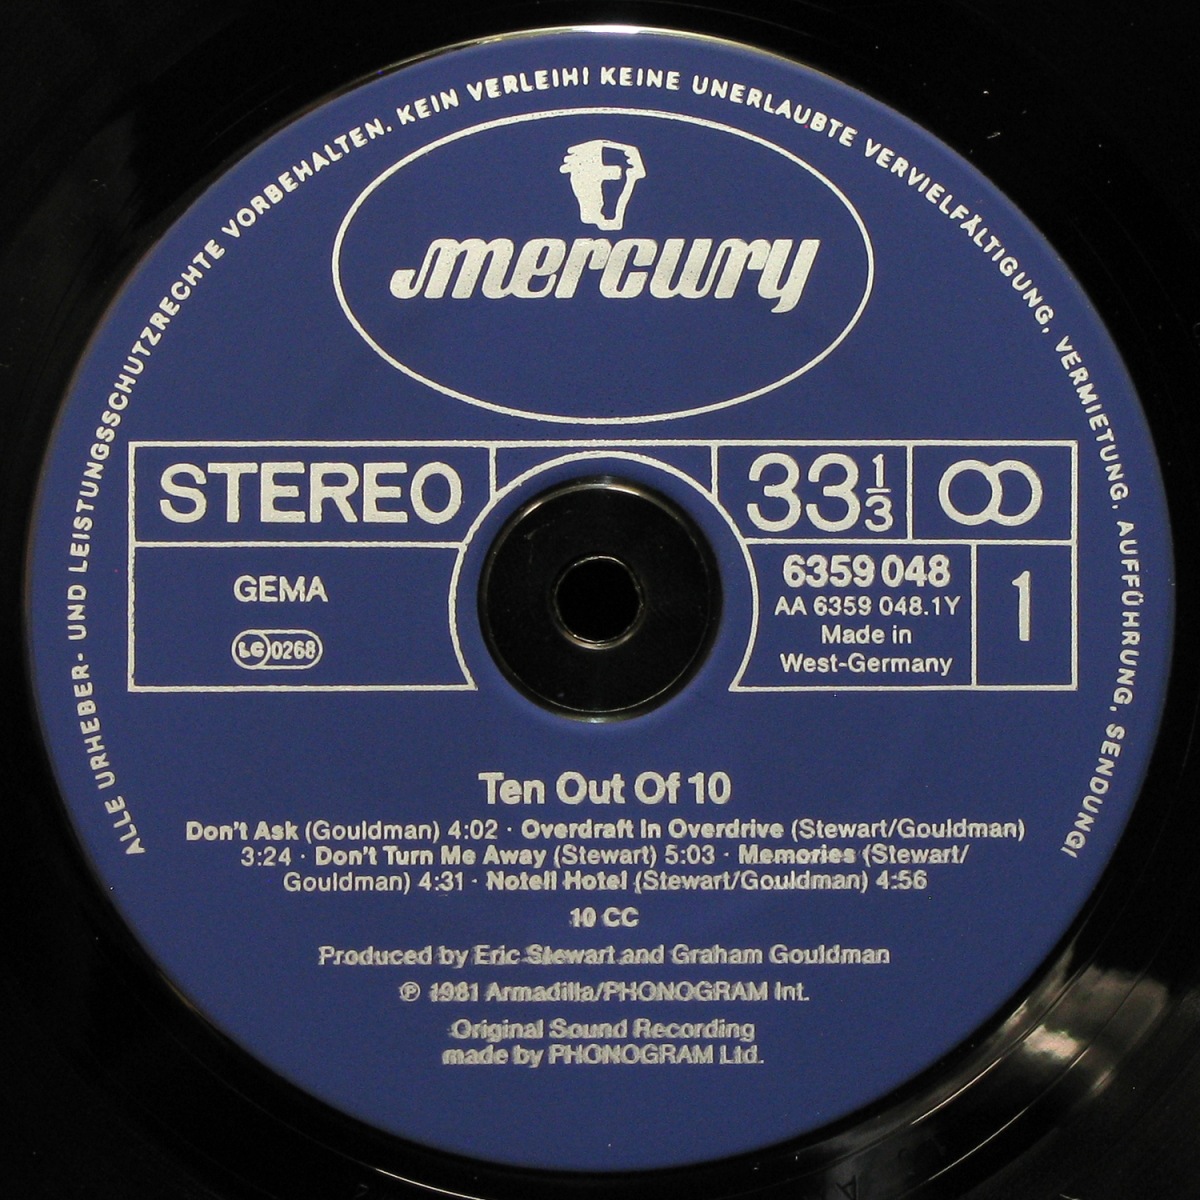 ALLE URHEBER- UND LEISTUNGSSCHUTZRECHTE VORBEHALTEN. KEIN VERLEIH! KEINE UNERLAUBTE VERVIELFÄLTIGUNG, VERMIETUNG, AUFFÜHRUNG, SENDUNG!
mercury
STEREO
33 1/3
GEMA
LC 0268
6359 048
AA 6359 048.1Y
Made in
West-Germany
1
Ten Out Of 10
Don't Ask (Gouldman) 4:02 · Overdraft In Overdrive (Stewart/Gouldman)
3:24 · Don't Turn Me Away (Stewart) 5:03 · Memories (Stewart/
Gouldman) 4:31 · Notell Hotel (Stewart/Gouldman) 4:56
10 CC
Produced by Eric Stewart and Graham Gouldman
℗ 1981 Armadilla/PHONOGRAM Int.
Original Sound Recording
made by PHONOGRAM Ltd.